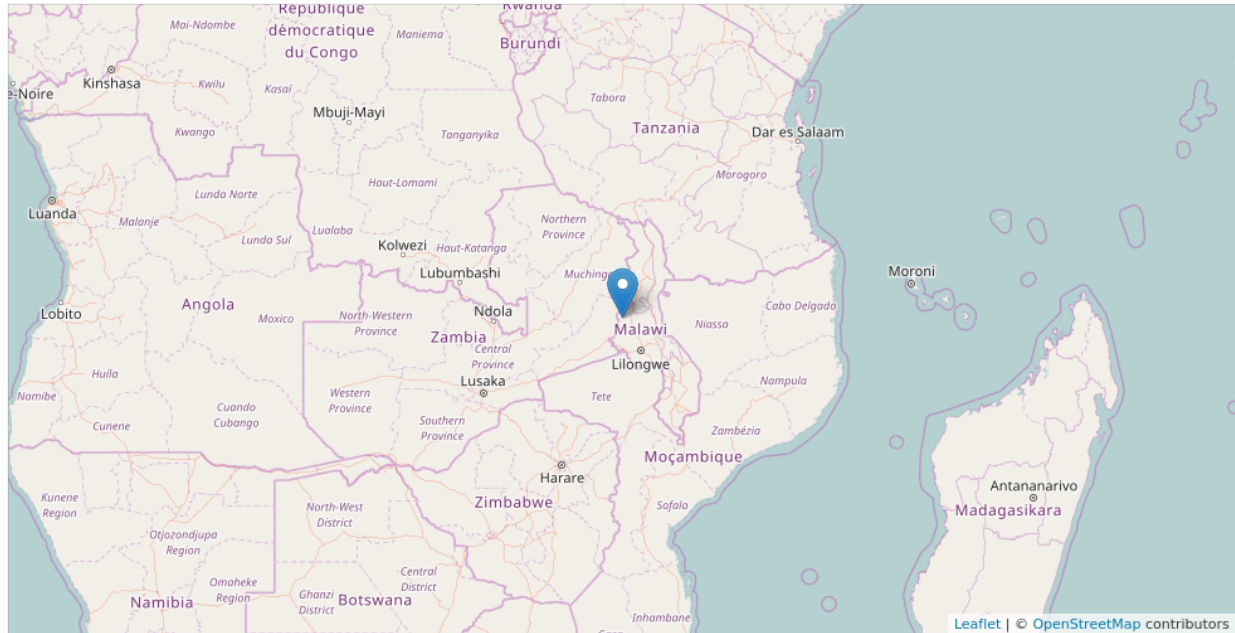 République
démocratique
du Congo
Rwanda
Mai-Ndombe
Maniema
Burundi
Kinshasa
e-Noire
Kwilu
Kasai
Tabora
Mbuji-Mayi
Kwango
Tanganyika
Tanzania
Dar es Salaam
Haut-Lomami
Morogoro
Lunda Norte
Luanda
Malanje
Lunda Sul
Lualaba
Northern
Province
Kolwezi
Haut-Katanga
Lubumbashi
Muchinga
Moroni
Angola
Cabo Delgado
Lobito
Moxico
North-Western
Province
Ndola
Zambia
Malawi
Niassa
Central
Province
Lilongwe
Huíla
Lusaka
Nampula
Namibe
Cuando
Cubango
Western
Province
Tete
Cunene
Southern
Province
Zambézia
Moçambique
Harare
Kunene
Region
North-West
District
Zimbabwe
Sofala
Antananarivo
Madagasikara
Otjozondjupa
Region
Omaheke
Region
Central
District
Ghanzi
District
Botswana
Namibia
Inhambane
Leaflet | © OpenStreetMap contributors